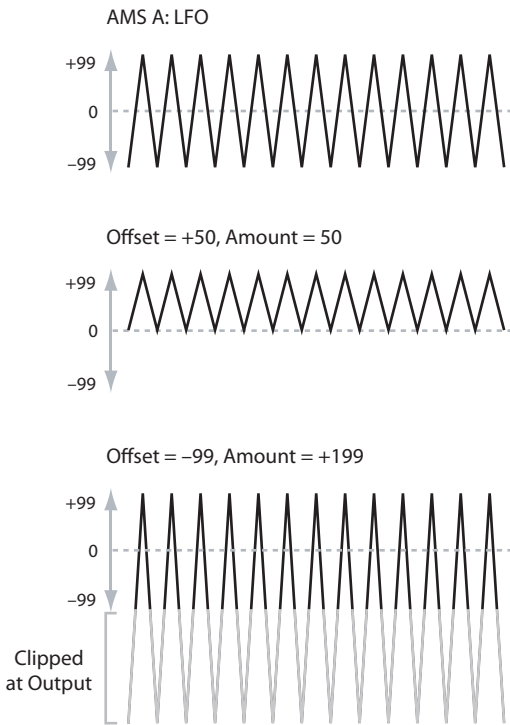 AMS A: LFO
+99
0
–99
Offset = +50, Amount = 50
+99
0
–99
Offset = –99, Amount = +199
+99
0
–99
Clipped
at Output